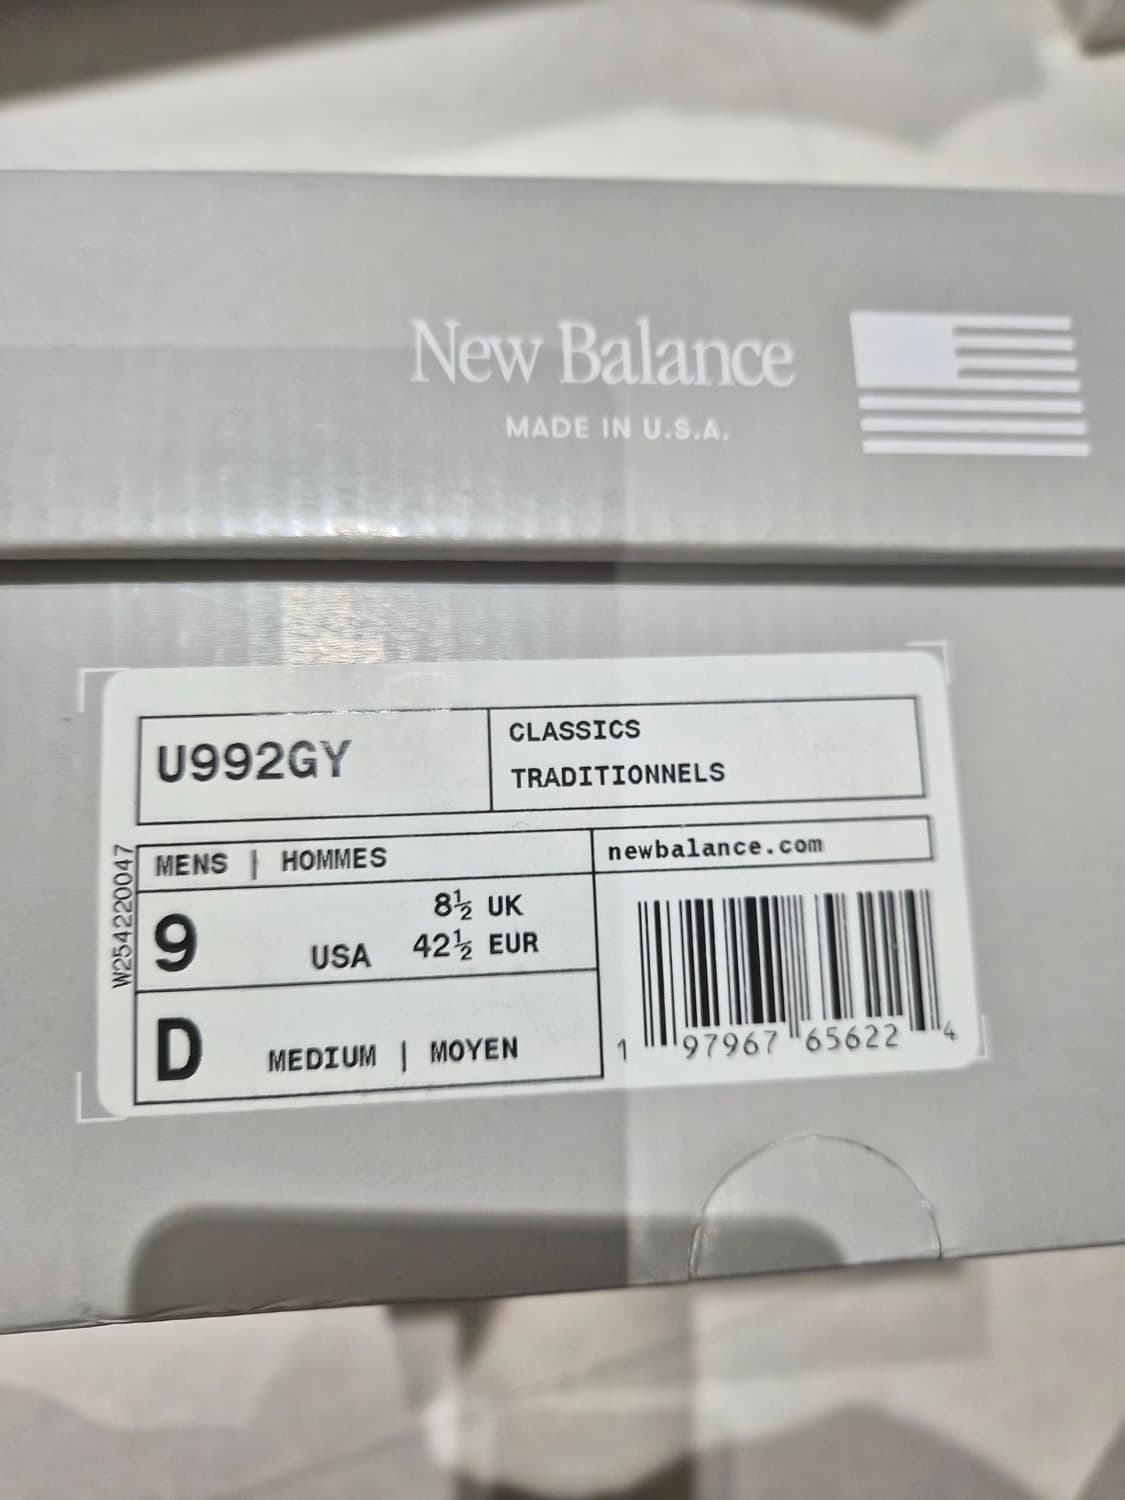 New Balance
MADE IN U.S.A.
U992GY
CLASSICS
TRADITIONNELS
W254220047
MENS | HOMMES
newbalance.com
9 USA
8½ UK
42½ EUR
D MEDIUM | MOYEN
1 97967 65622 4